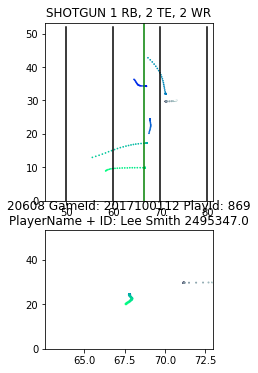 SHOTGUN 1 RB, 2 TE, 2 WR
50
40
30
20
10
0
50 60 70 80
20608 GameId: 2017100112 PlayId: 869
PlayerName + ID: Lee Smith 2495347.0
40
20
0
65.0 67.5 70.0 72.5